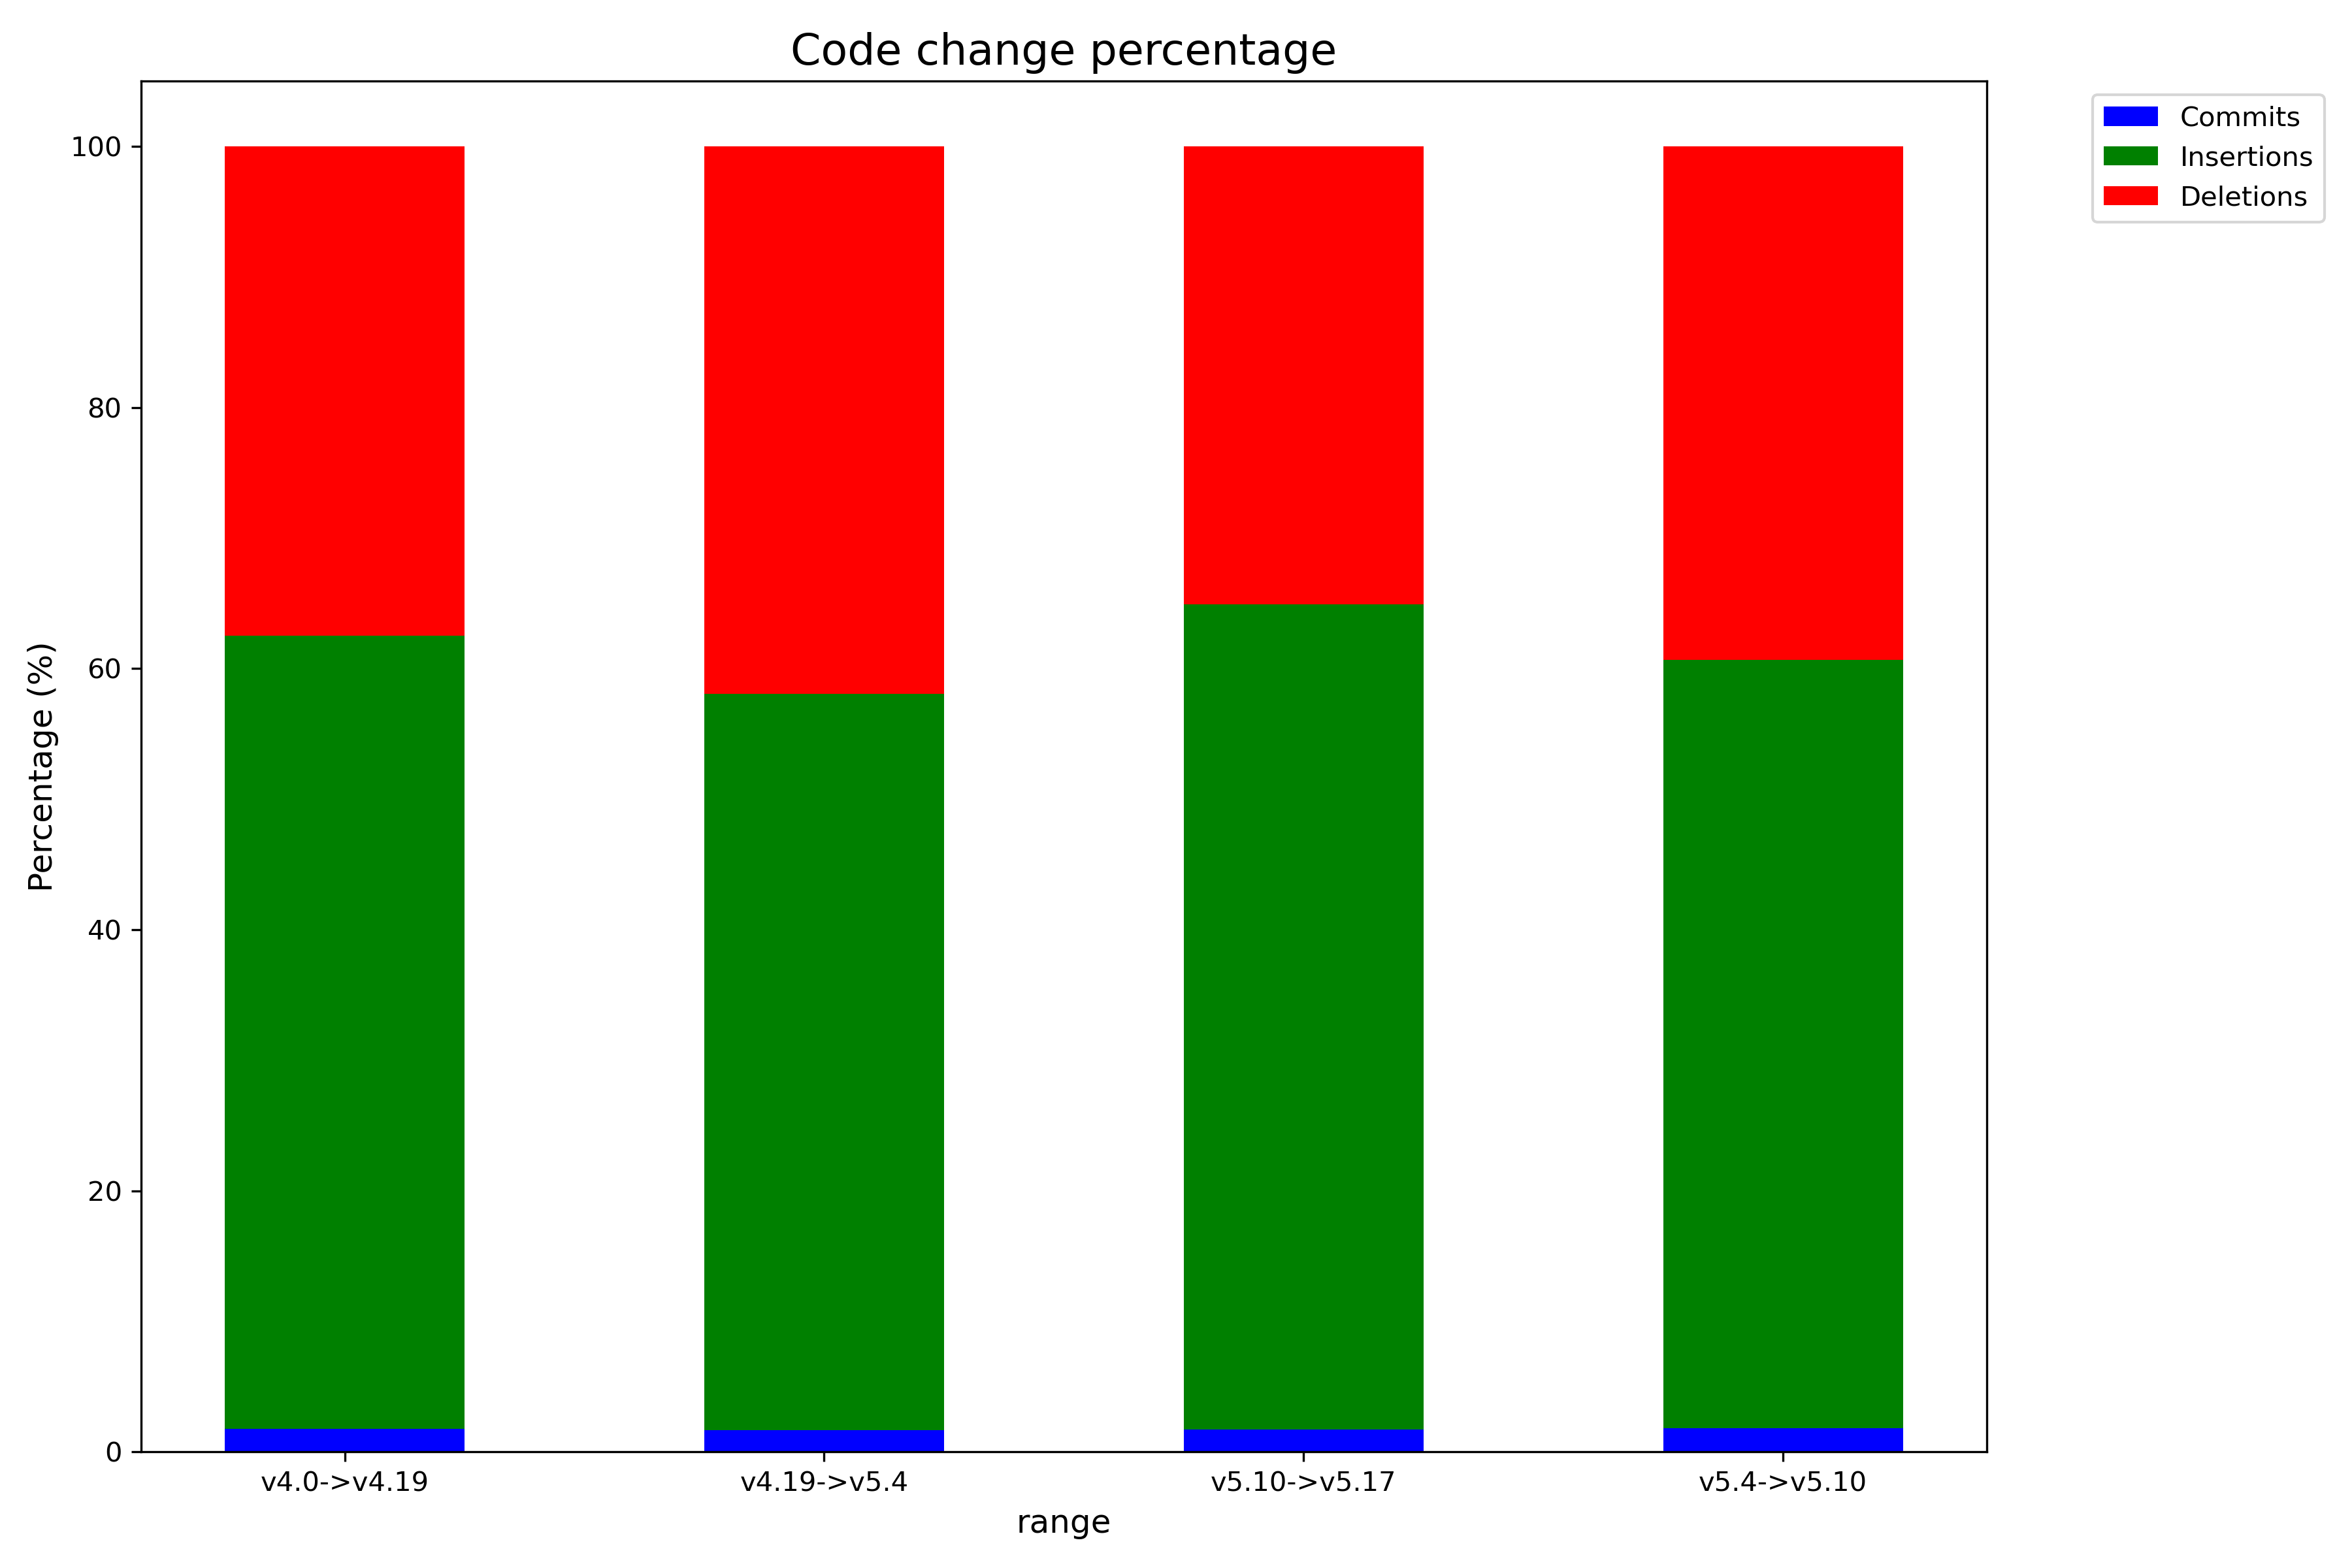 Code change percentage
Commits
Insertions
Deletions
Percentage (%)
100
80
60
40
20
0
v4.0->v4.19
v4.19->v5.4
v5.10->v5.17
v5.4->v5.10
range